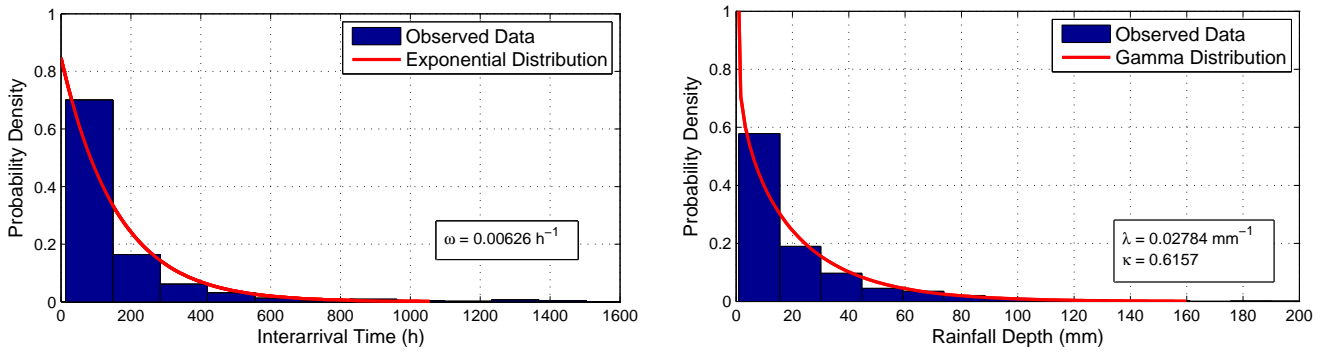 1
0.8
0.6
0.4
0.2
0
Probability Density
Observed Data
Exponential Distribution
ω = 0.00626 h⁻¹
0 200 400 600 800 1000 1200 1400 1600
Interarrival Time (h)
1
0.8
0.6
0.4
0.2
0
Probability Density
Observed Data
Gamma Distribution
λ = 0.02784 mm⁻¹
κ = 0.6157
0 20 40 60 80 100 120 140 160 180 200
Rainfall Depth (mm)